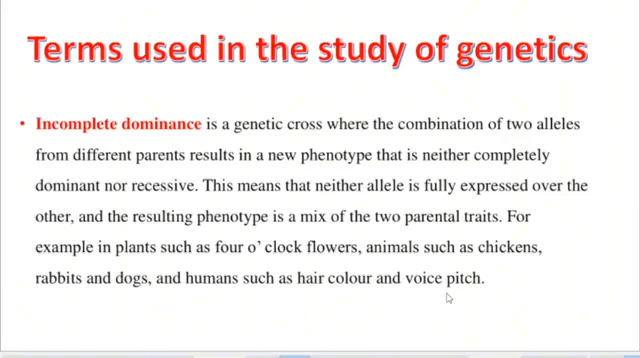 Terms used in the study of genetics
• Incomplete dominance is a genetic cross where the combination of two alleles
from different parents results in a new phenotype that is neither completely
dominant nor recessive. This means that neither allele is fully expressed over the
other, and the resulting phenotype is a mix of the two parental traits. For
example in plants such as four o’ clock flowers, animals such as chickens,
rabbits and dogs, and humans such as hair colour and voice pitch.